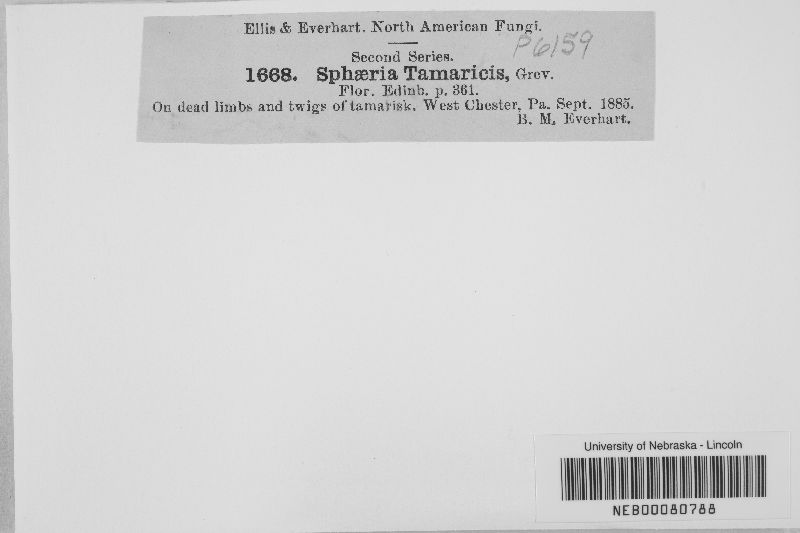 Ellis & Everhart. North American Fungi.
P6159
Second Series.
1668. Sphæria Tamaricis, Grev.
Flor. Edinb. p. 361.
On dead limbs and twigs of tamarisk. West Chester, Pa. Sept. 1885.
B. M. Everhart.
University of Nebraska - Lincoln
NEB00080788